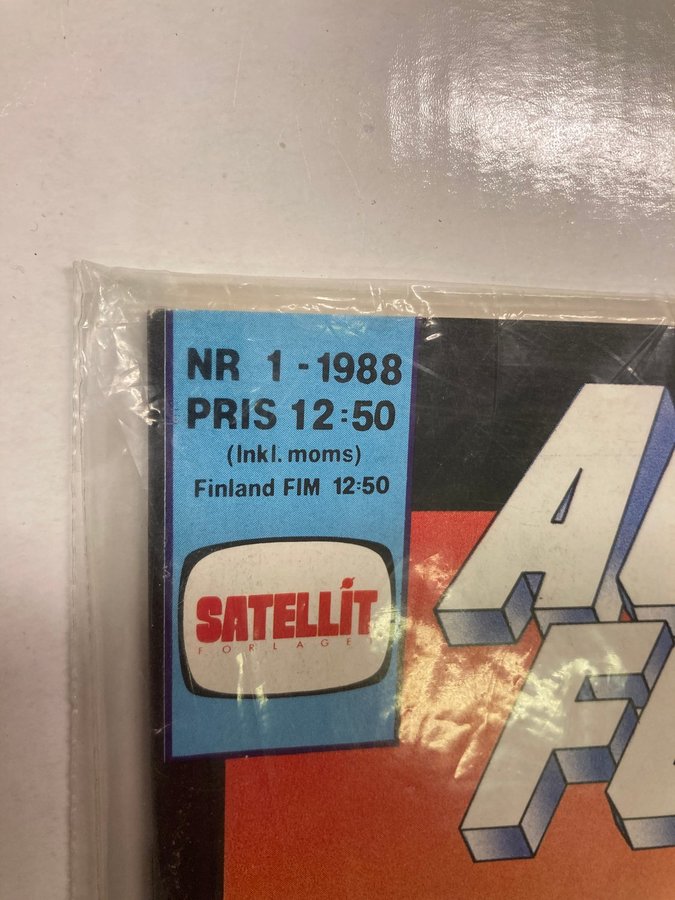 NR 1-1988
PRIS 12:50
(Inkl. moms)
Finland FIM 12:50
SATELLIT
FÖRLAGET
A
F